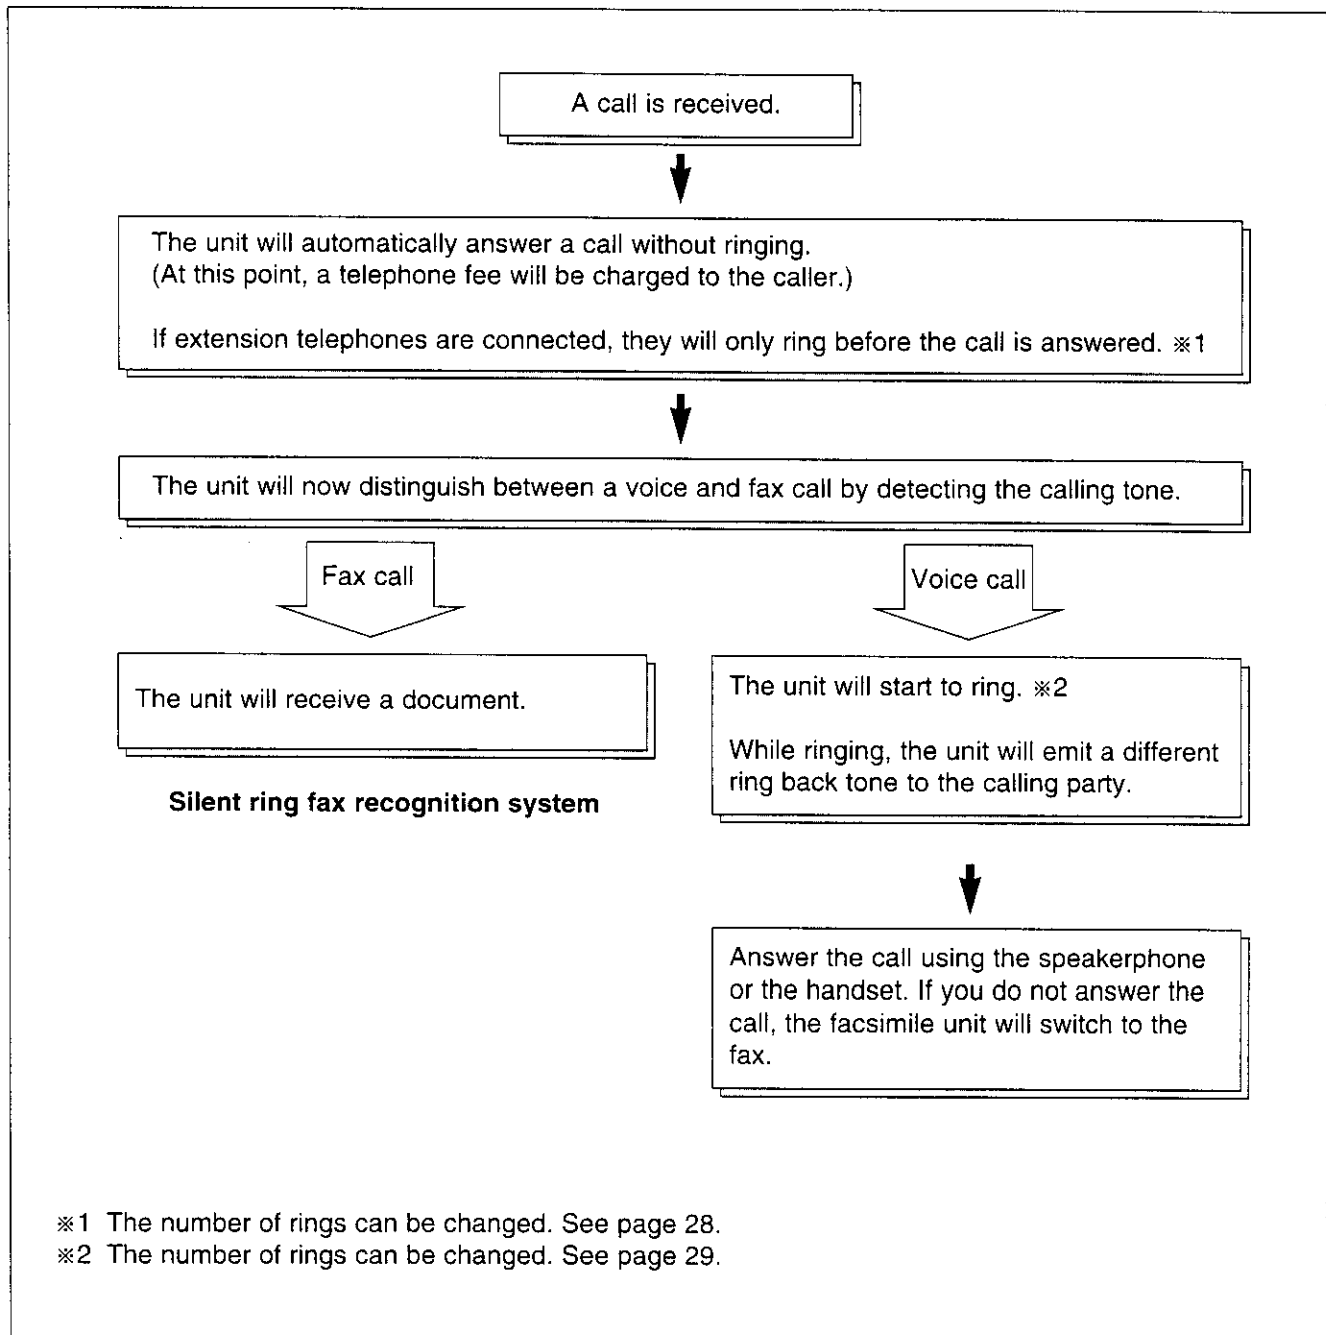 A call is received.
The unit will automatically answer a call without ringing.
(At this point, a telephone fee will be charged to the caller.)
If extension telephones are connected, they will only ring before the call is answered. ※1
The unit will now distinguish between a voice and fax call by detecting the calling tone.
Fax call
Voice call
The unit will receive a document.
Silent ring fax recognition system
The unit will start to ring. ※2
While ringing, the unit will emit a different
ring back tone to the calling party.
Answer the call using the speakerphone
or the handset. If you do not answer the
call, the facsimile unit will switch to the
fax.
※1 The number of rings can be changed. See page 28.
※2 The number of rings can be changed. See page 29.